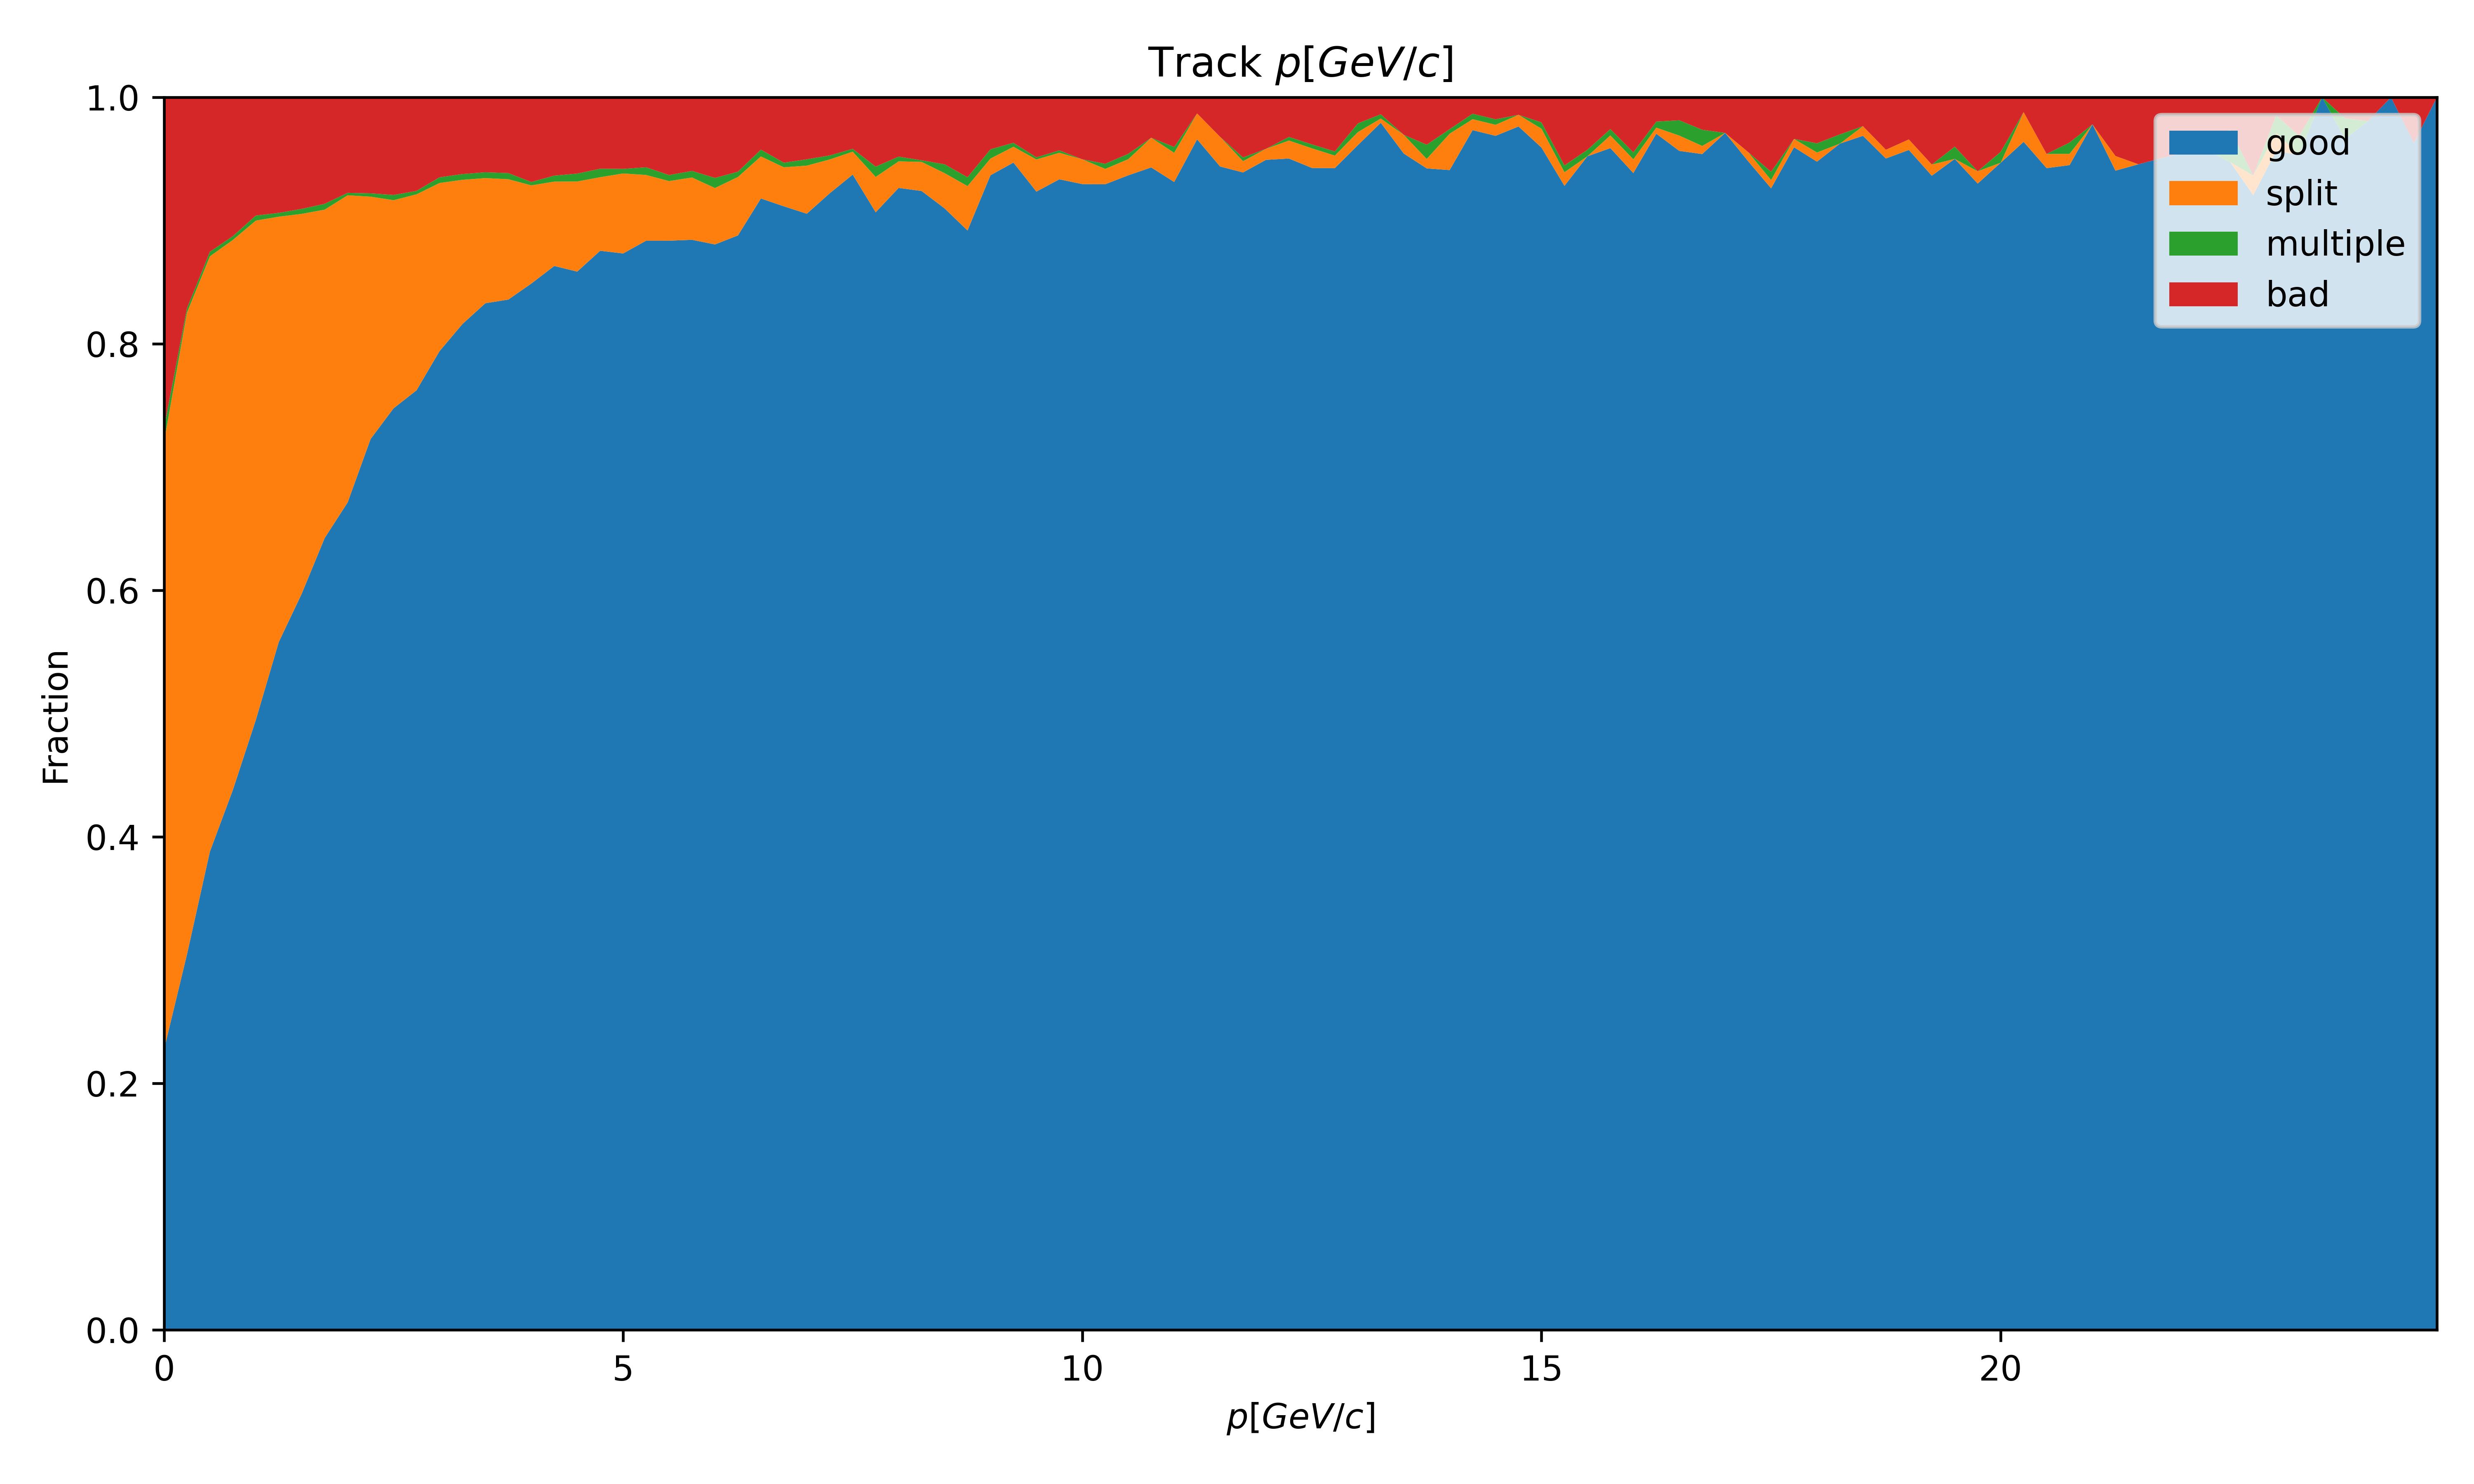 Track p[GeV/c]
1.0
0.8
0.6
0.4
0.2
0.0
Fraction
good
split
multiple
bad
0 5 10 15 20
p[GeV/c]